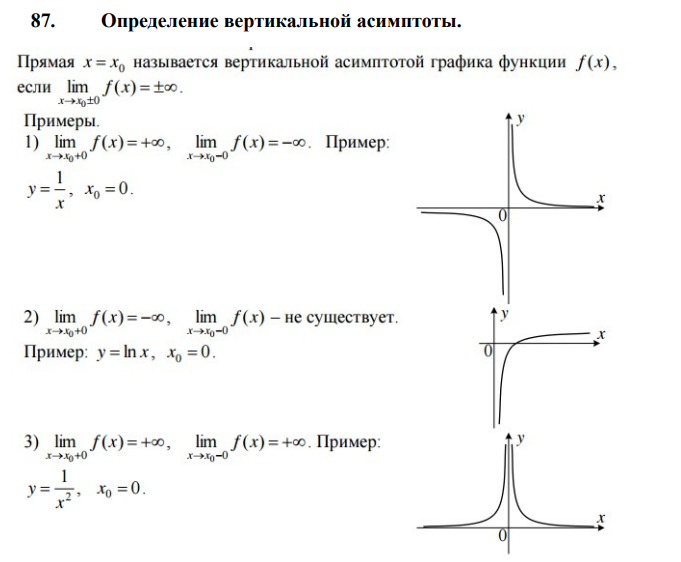 87. Определение вертикальной асимптоты.
Прямая x = x₀ называется вертикальной асимптотой графика функции f(x),
если lim f(x) = ±∞.
x→x₀±0
Примеры.
1) lim f(x) = +∞, lim f(x) = −∞. Пример:
x→x₀+0 x→x₀−0
y = 1/x, x₀ = 0.
y
x
0
2) lim f(x) = −∞, lim f(x) – не существует.
x→x₀+0 x→x₀−0
Пример: y = ln x, x₀ = 0.
y
x
0
3) lim f(x) = +∞, lim f(x) = +∞. Пример:
x→x₀+0 x→x₀−0
y = 1/x², x₀ = 0.
y
x
0